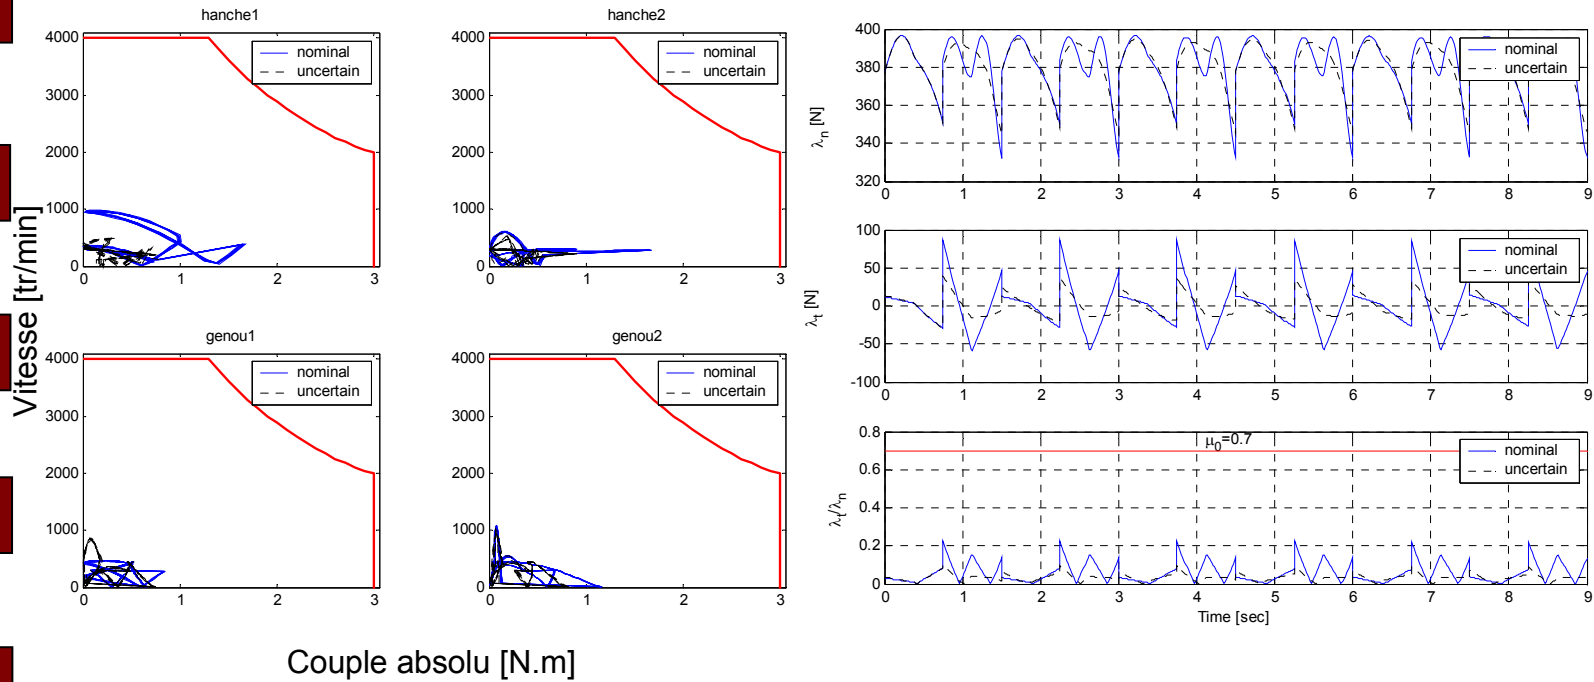 hanche1
4000
3000
2000
1000
0
0 1 2 3
nominal
uncertain
hanche2
4000
3000
2000
1000
0
0 1 2 3
nominal
uncertain
Vitesse [tr/min]
genou1
4000
3000
2000
1000
0
0 1 2 3
nominal
uncertain
genou2
4000
3000
2000
1000
0
0 1 2 3
nominal
uncertain
Couple absolu [N.m]
400
380
360
340
320
λn [N]
0 1 2 3 4 5 6 7 8 9
nominal
uncertain
100
50
0
-50
-100
λt [N]
0 1 2 3 4 5 6 7 8 9
nominal
uncertain
0.8
0.6
0.4
0.2
0
λt/λn
μ0=0.7
0 1 2 3 4 5 6 7 8 9
nominal
uncertain
Time [sec]